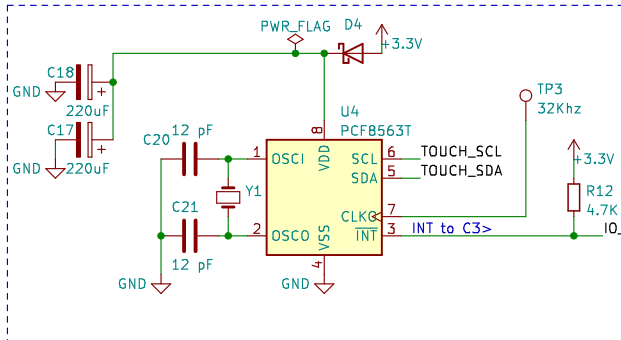 PWR_FLAG
D4
+3.3V
C18
GND
220uF
C17
GND
220uF
TP3
32Khz
U4
PCF8563T
12 pF
C20
8
VDD
1
OSCI
SCL
6
TOUCH_SCL
SDA
5
TOUCH_SDA
Y1
+3.3V
R12
4.7K
C21
CLKO
7
2
OSCO
VSS
INT
3
INT to C3>
IO_
12 pF
4
GND
GND